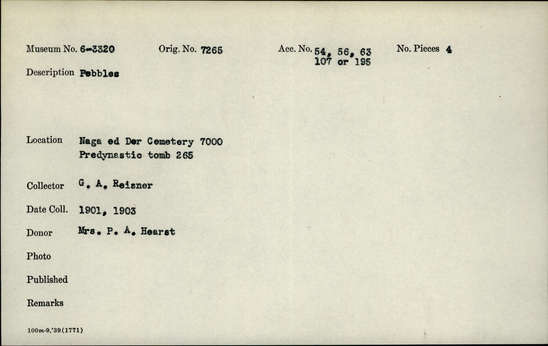 Museum No. 6-3320 Orig. No. 7265 Acc. No. 54, 56, 63 No. Pieces 4
107 or 195
Description Pebbles
Location Naga ed Der Cemetery 7000
Predynastic tomb 265
Collector G. A. Reisner
Date Coll. 1901, 1903
Donor Mrs. P. A. Hearst
Photo
Published
Remarks
100m-9,'39(1771)